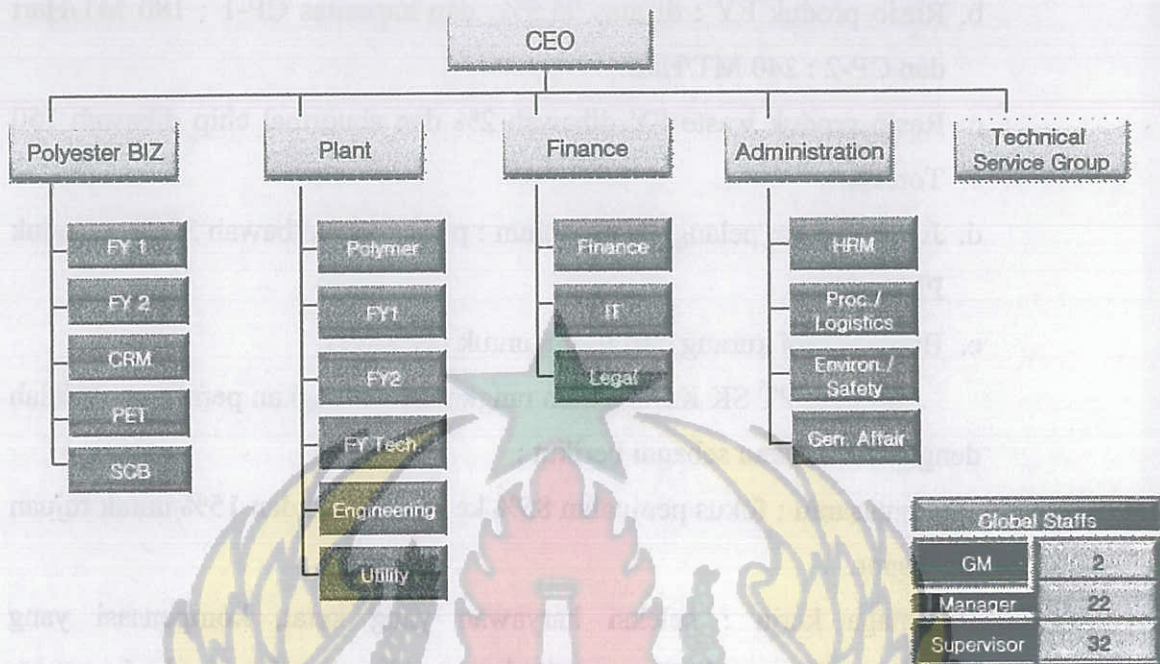 CEO
Polyester BIZ
Plant
Finance
Administration
Technical
Service Group
FY 1
FY 2
CRM
PET
SCB
Polymer
FY1
FY2
FY Tech.
Engineering
Utility
Finance
IT
Legal
HRM
Proc. /
Logistics
Environ./
Safety
Gen. Affair
Global Staffs
GM 2
Manager 22
Supervisor 32